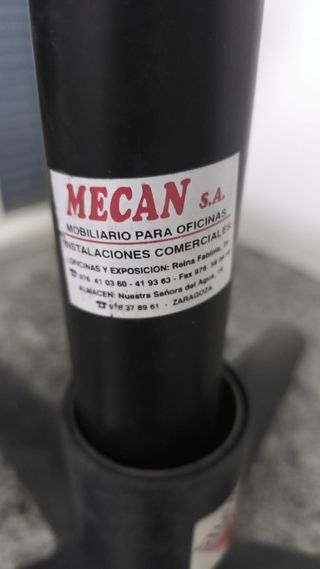 MECAN S.A.
MOBILIARIO PARA OFICINAS
INSTALACIONES COMERCIALES
OFICINAS Y EXPOSICION: Reina Fabiola,
☎ 976 41 03 60 - 41 93 63 - Fax 976
ALMACEN: Nuestra Señora del Agua,
☎ 976 37 89 61 - ZARAGOZA